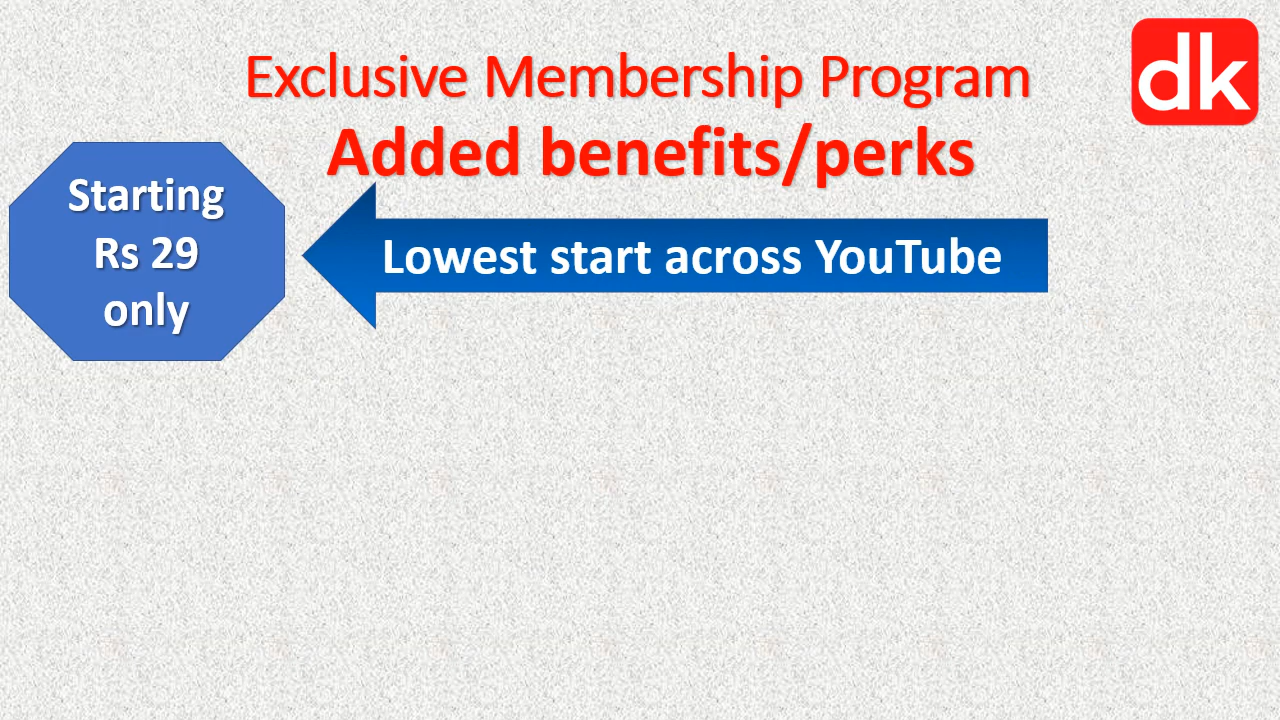 dk
Exclusive Membership Program
Added benefits/perks
Starting
Rs 29
only
Lowest start across YouTube